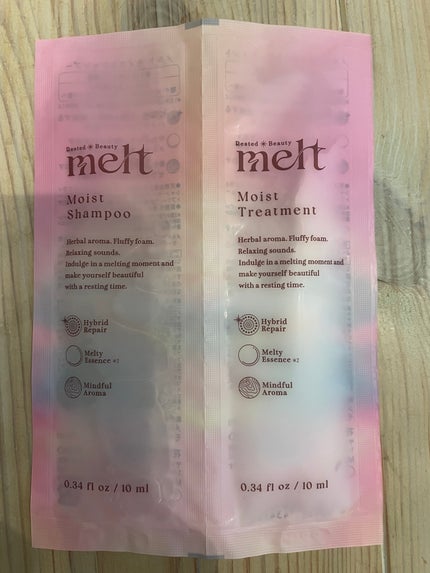 Rested Beauty
melt
Moist
Shampoo
Herbal aroma. Fluffy foam.
Relaxing sounds.
Indulge in a melting moment and
make yourself beautiful
with a resting time.
Hybrid
Repair
Melty
Essence *1
Mindful
Aroma
0.34 fl oz / 10 ml
Rested Beauty
melt
Moist
Treatment
Herbal aroma. Fluffy foam.
Relaxing sounds.
Indulge in a melting moment and
make yourself beautiful
with a resting time.
Hybrid
Repair
Melty
Essence *2
Mindful
Aroma
0.34 fl oz / 10 ml